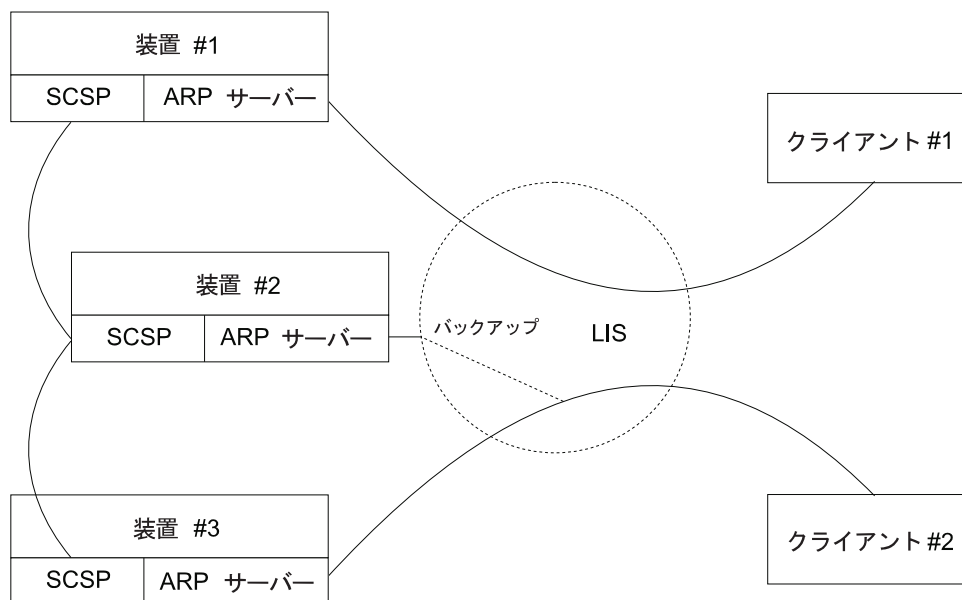 装置 #1
SCSP
ARP サーバー
クライアント #1
装置 #2
SCSP
ARP サーバー
バックアップ
LIS
装置 #3
SCSP
ARP サーバー
クライアント #2